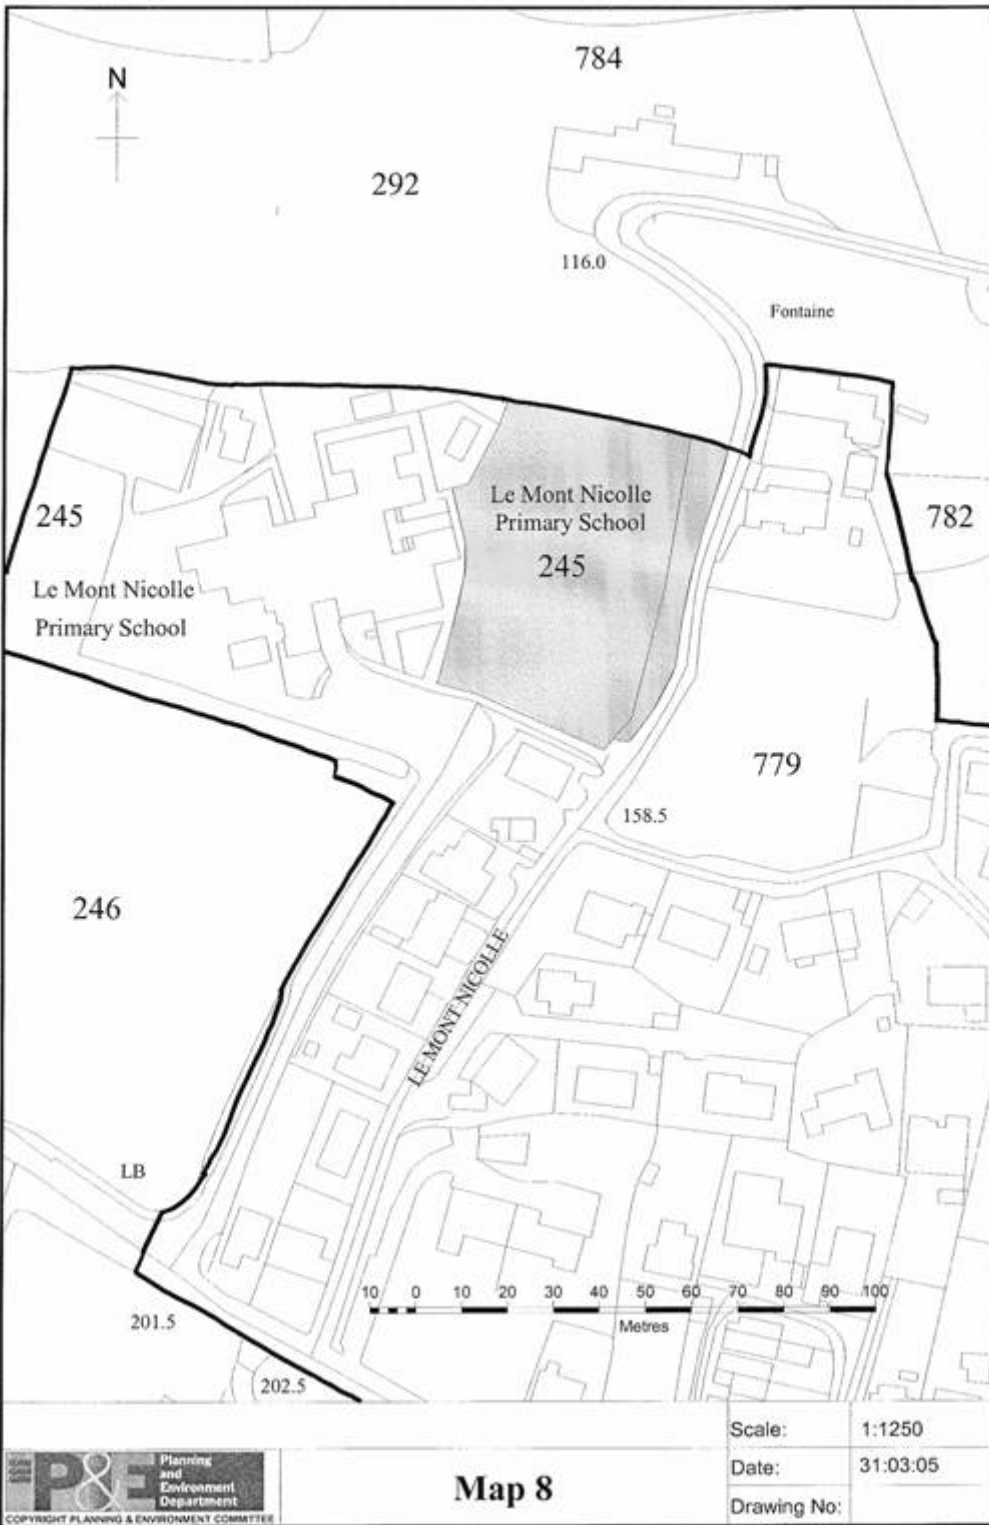 784
N
292
116.0
Fontaine
Le Mont Nicolle
Primary School
245
245
782
Le Mont Nicolle
Primary School
779
158.5
246
LE MONT NICOLLE
LB
10 0 10 20 30 40 50 60 70 80 90 100
Metres
201.5
202.5
Scale: 1:1250
Date: 31:03:05
Drawing No:
Map 8
P&E
Planning
and
Environment
Department
COPYRIGHT PLANNING & ENVIRONMENT COMMITTEE